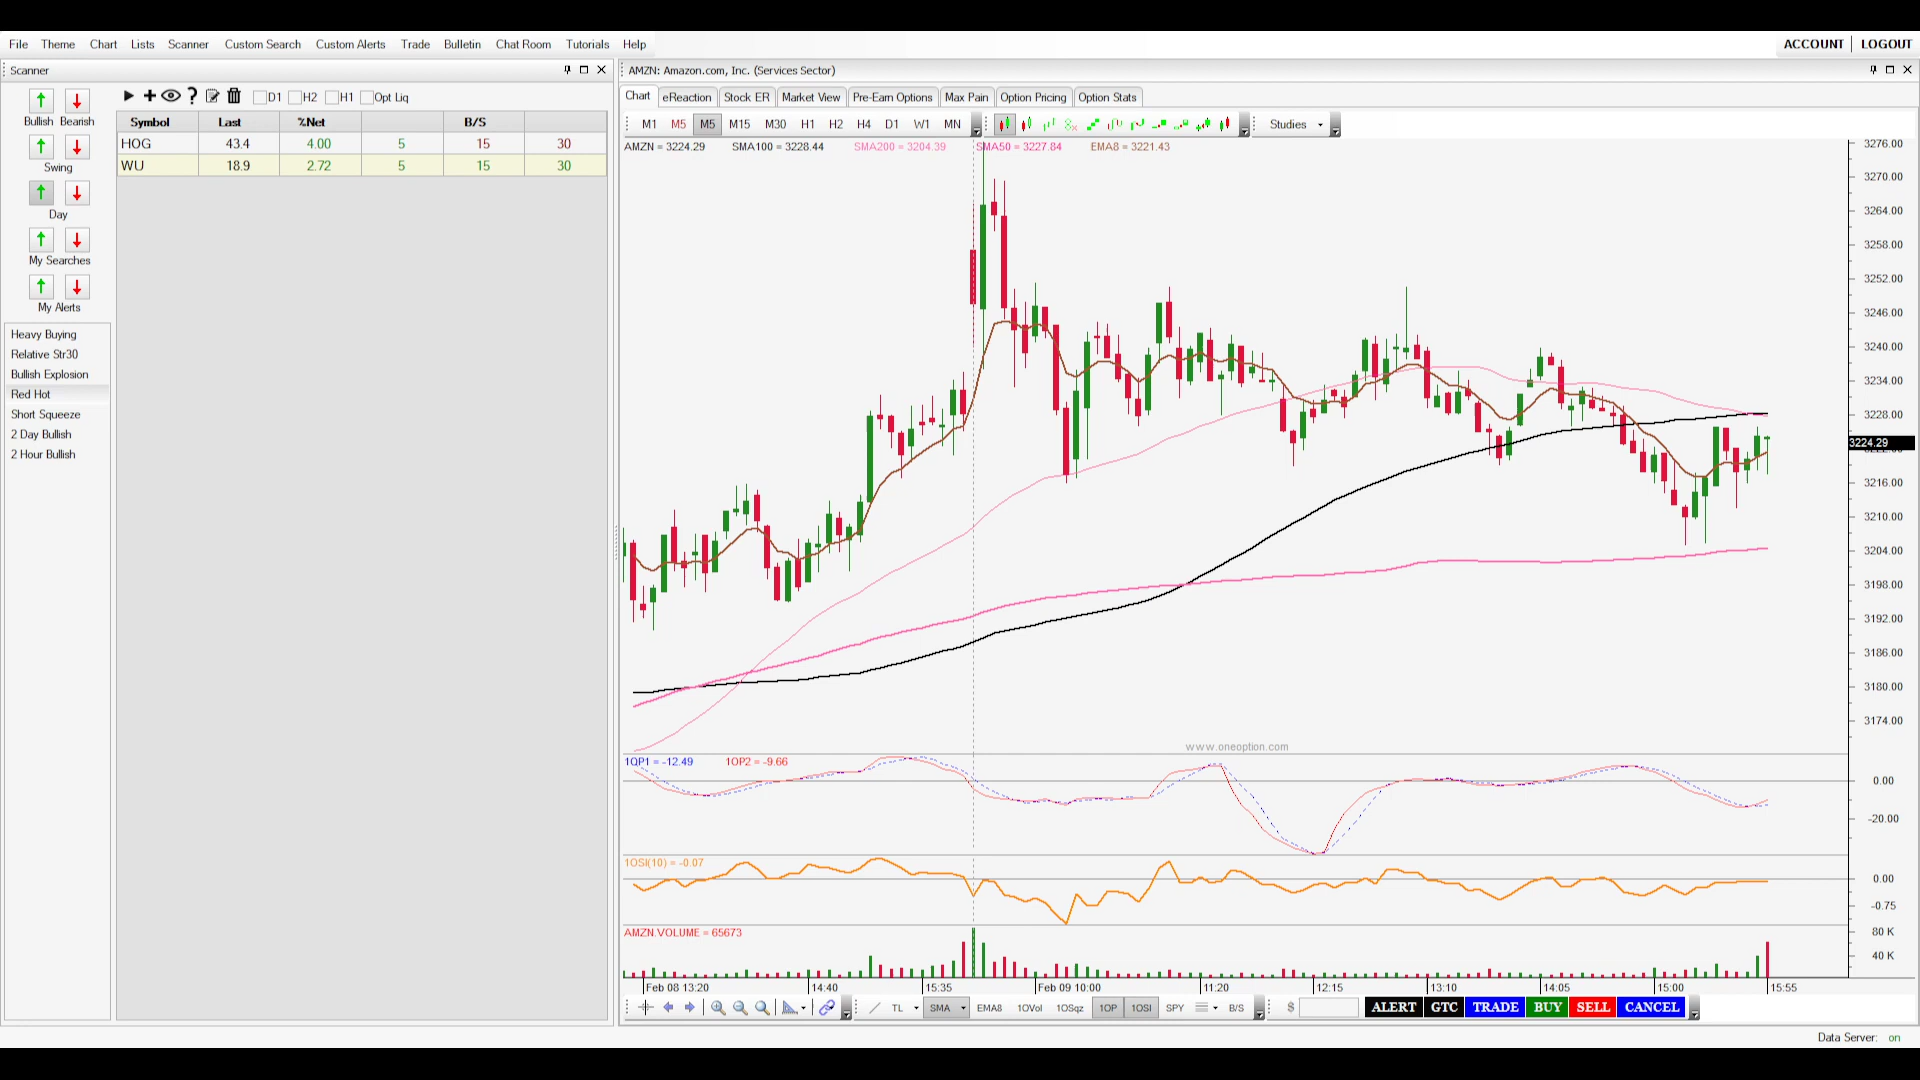 File Theme Chart Lists Scanner Custom Search Custom Alerts Trade Bulletin Chat Room Tutorials Help ACCOUNT LOGOUT
Scanner
AMZN: Amazon.com, Inc. (Services Sector)
Bullish Bearish
Swing
Day
My Searches
My Alerts
Heavy Buying
Relative Str30
Bullish Explosion
Red Hot
Short Squeeze
2 Day Bullish
2 Hour Bullish
D1 H2 H1 Opt Liq
Symbol Last %Net B/S
HOG 43.4 4.00 5 15 30
WU 18.9 2.72 5 15 30
Chart eReaction Stock ER Market View Pre-Earn Options Max Pain Option Pricing Option Stats
M1 M5 M5 M15 M30 H1 H2 H4 D1 W1 MN Studies
AMZN = 3224.29 SMA100 = 3228.44 SMA200 = 3204.39 SMA50 = 3227.84 EMA8 = 3221.43
3276.00
3270.00
3264.00
3258.00
3252.00
3246.00
3240.00
3234.00
3228.00
3224.29
3216.00
3210.00
3204.00
3198.00
3192.00
3186.00
3180.00
3174.00
www.oneoption.com
1OP1 = -12.49 1OP2 = -9.66
0.00
-20.00
1OSI(10) = -0.07
0.00
-0.75
AMZN.VOLUME = 65673
80 K
40 K
Feb 08 13:20 14:40 15:35 Feb 09 10:00 11:20 12:15 13:10 14:05 15:00 15:55
TL SMA EMA8 1OVol 1OSqz 1OP 1OSI SPY B/S $ ALERT GTC TRADE BUY SELL CANCEL
Data Server: on